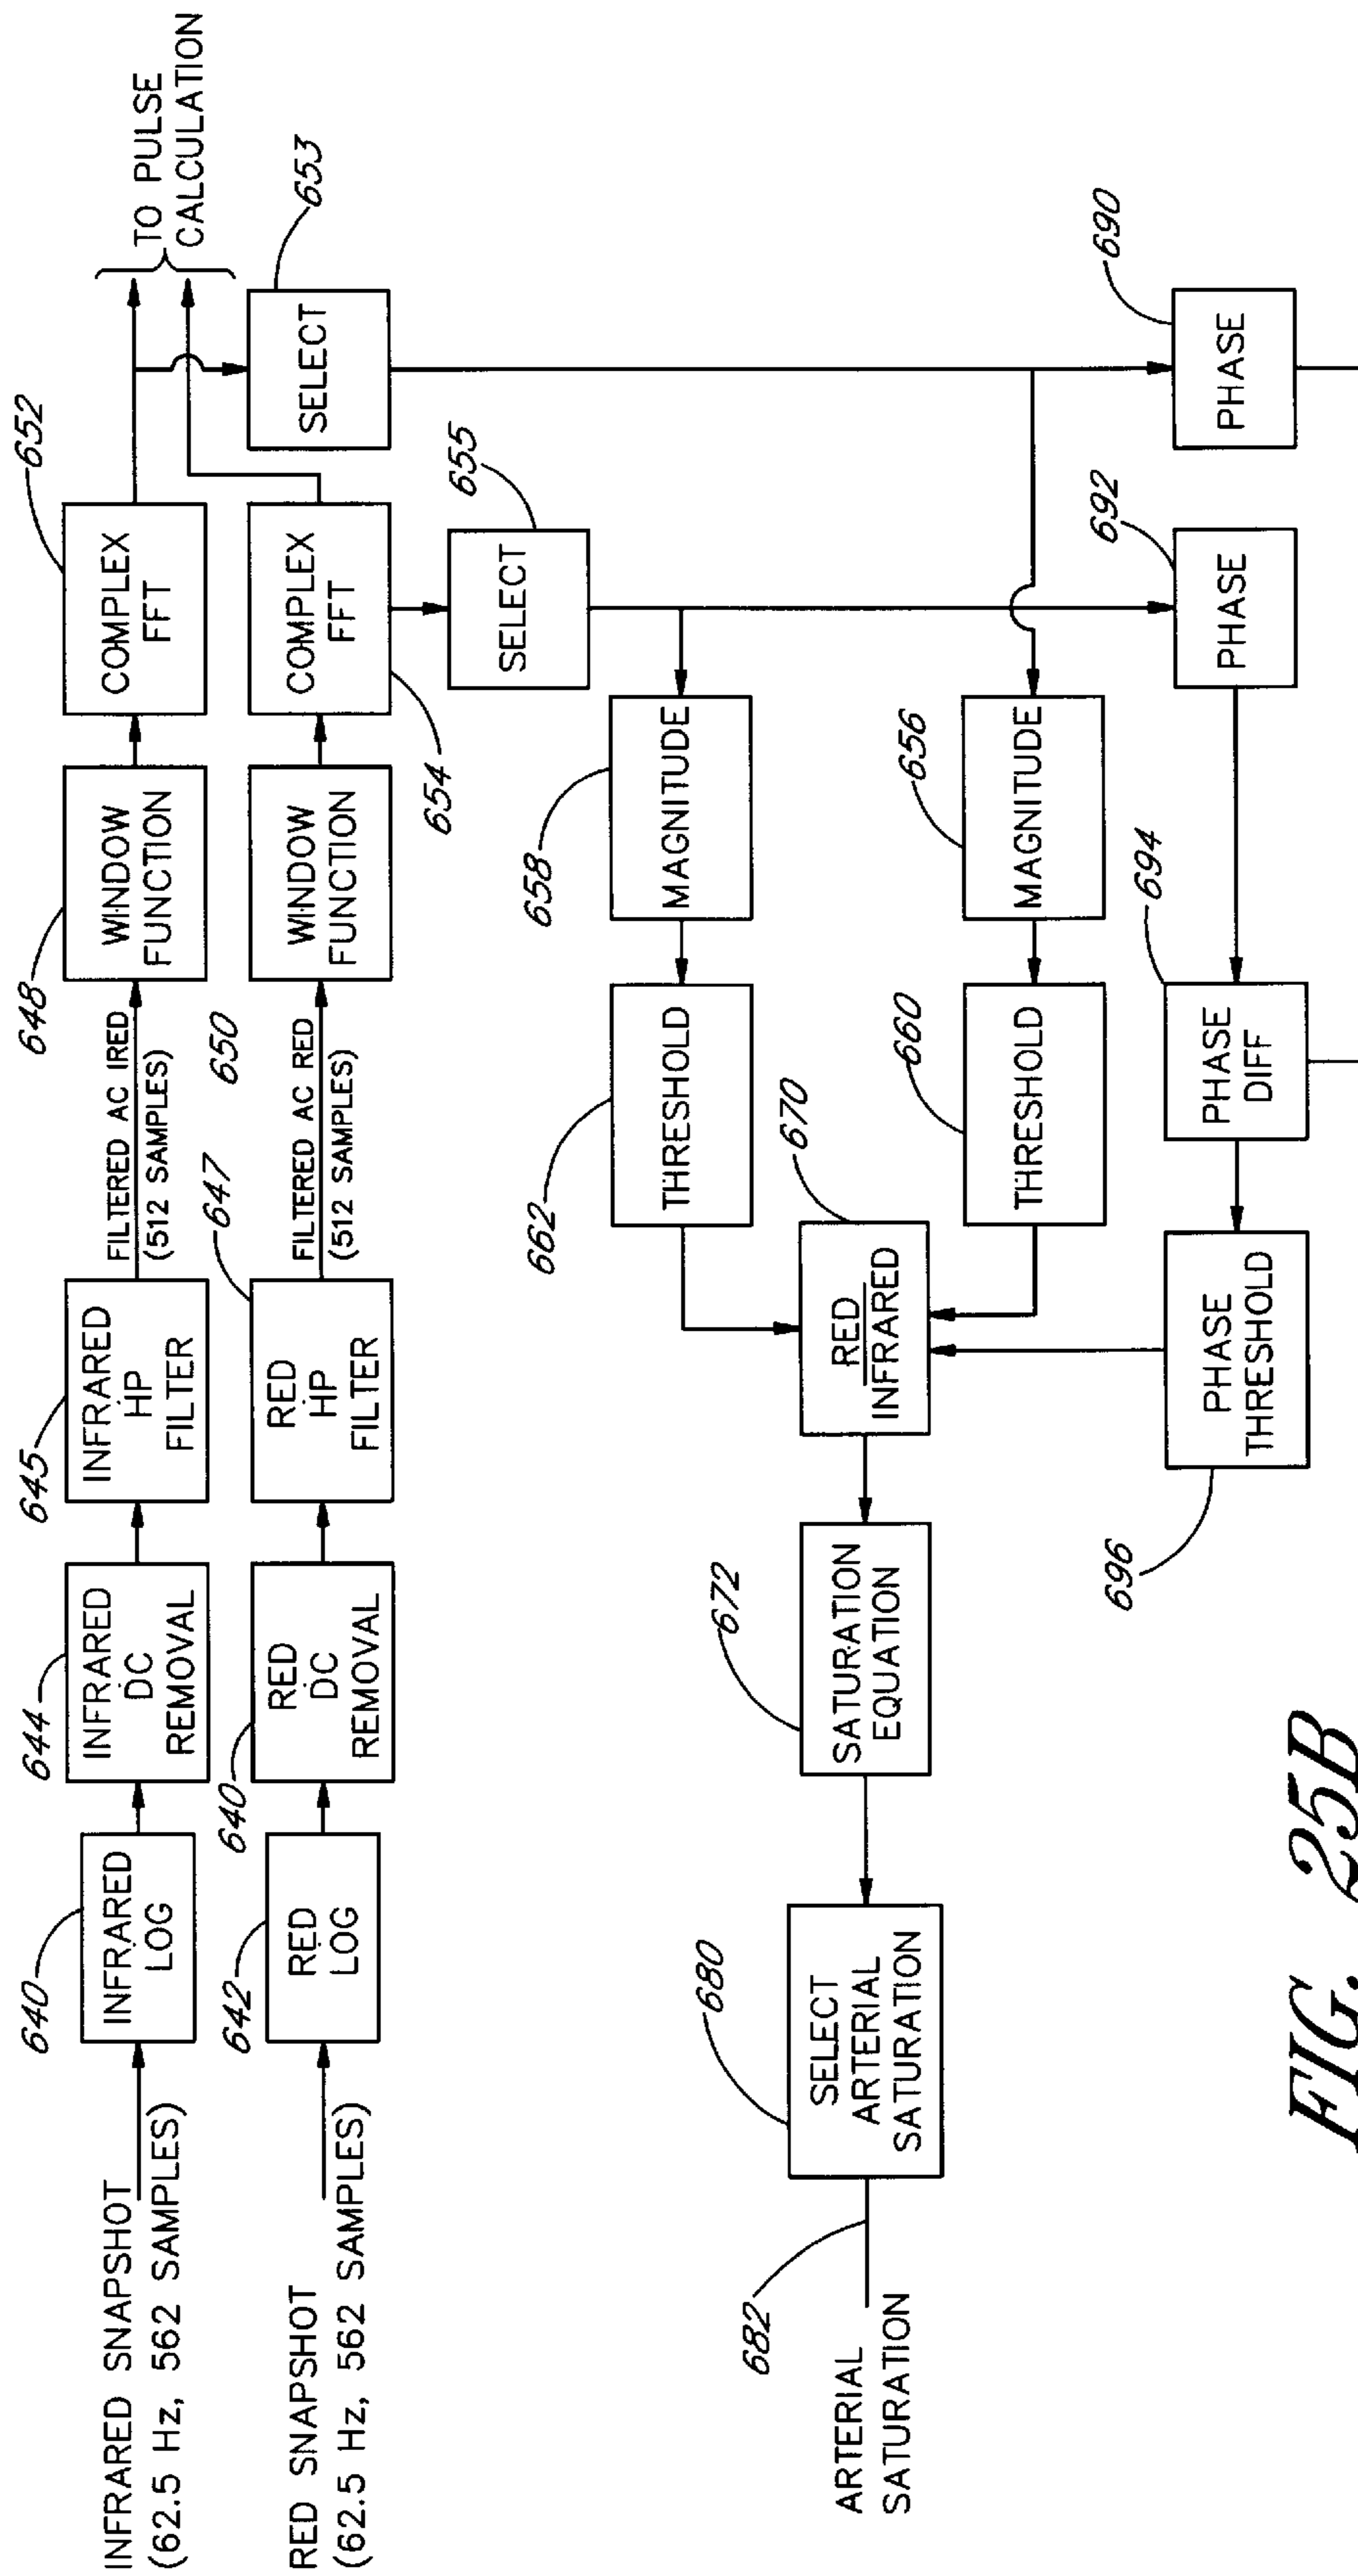 INFRARED SNAPSHOT
(62.5 Hz, 562 SAMPLES)
640
INFRARED
LOG
644
INFRARED
DC
REMOVAL
645
INFRARED
HP
FILTER
FILTERED AC IRED
(512 SAMPLES)
648
WINDOW
FUNCTION
652
COMPLEX
FFT
TO PULSE
CALCULATION
RED SNAPSHOT
(62.5 Hz, 562 SAMPLES)
642
RED
LOG
640
RED
DC
REMOVAL
647
RED
HP
FILTER
FILTERED AC RED
(512 SAMPLES)
650
WINDOW
FUNCTION
654
COMPLEX
FFT
653
SELECT
655
SELECT
658
MAGNITUDE
662
THRESHOLD
656
MAGNITUDE
660
THRESHOLD
670
RED
INFRARED
672
SATURATION
EQUATION
680
SELECT
ARTERIAL
SATURATION
682
ARTERIAL
SATURATION
690
PHASE
692
PHASE
694
PHASE
DIFF
696
PHASE
THRESHOLD
FIG. 25B